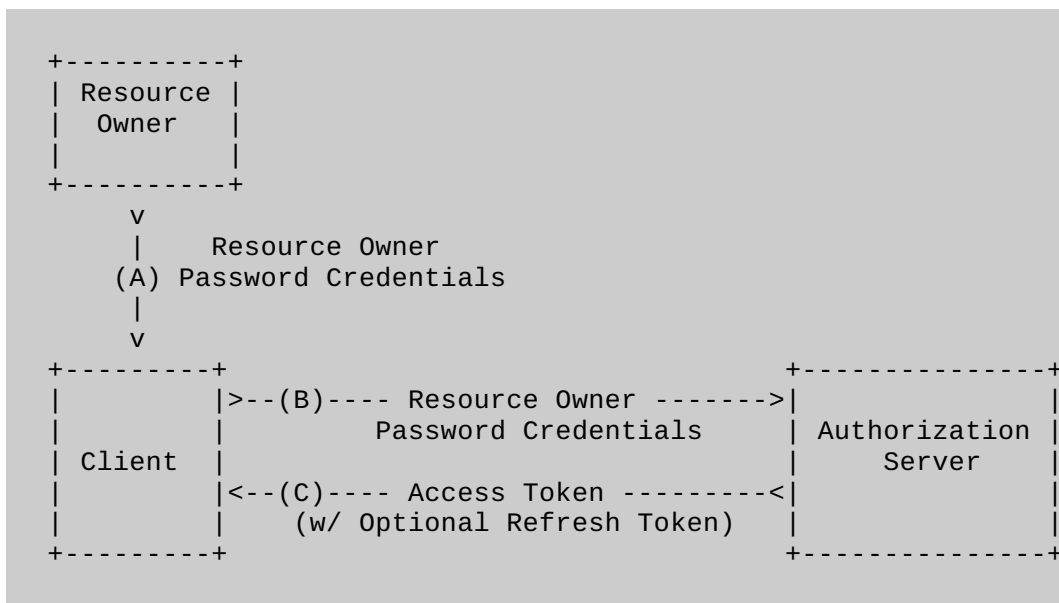 +----------+
| Resource |
|  Owner   |
|          |
+----------+
     v
     |    Resource Owner
    (A) Password Credentials
     |
     v
+---------+                                  +---------------+
|         |>--(B)---- Resource Owner ------->|               |
|         |         Password Credentials     | Authorization |
| Client  |                                  |     Server    |
|         |<--(C)---- Access Token ---------<|               |
|         |    (w/ Optional Refresh Token)   |               |
+---------+                                  +---------------+